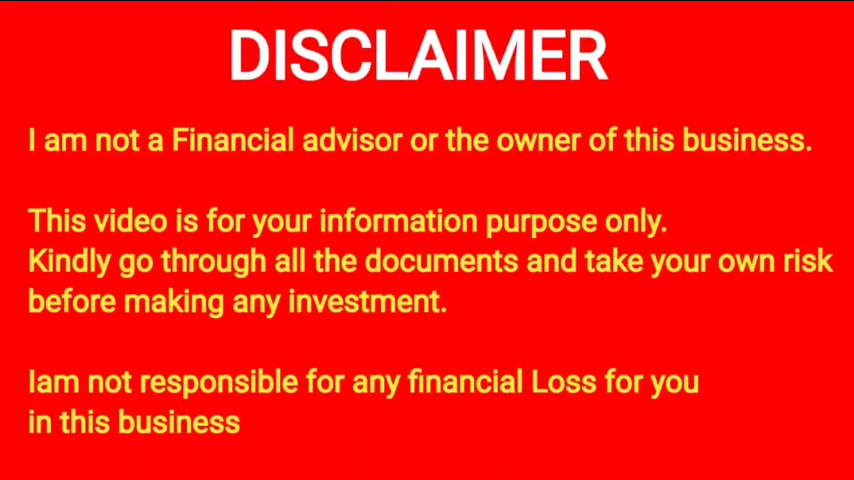 DISCLAIMER
I am not a Financial advisor or the owner of this business.
This video is for your information purpose only.
Kindly go through all the documents and take your own risk
before making any investment.
Iam not responsible for any financial Loss for you
in this business